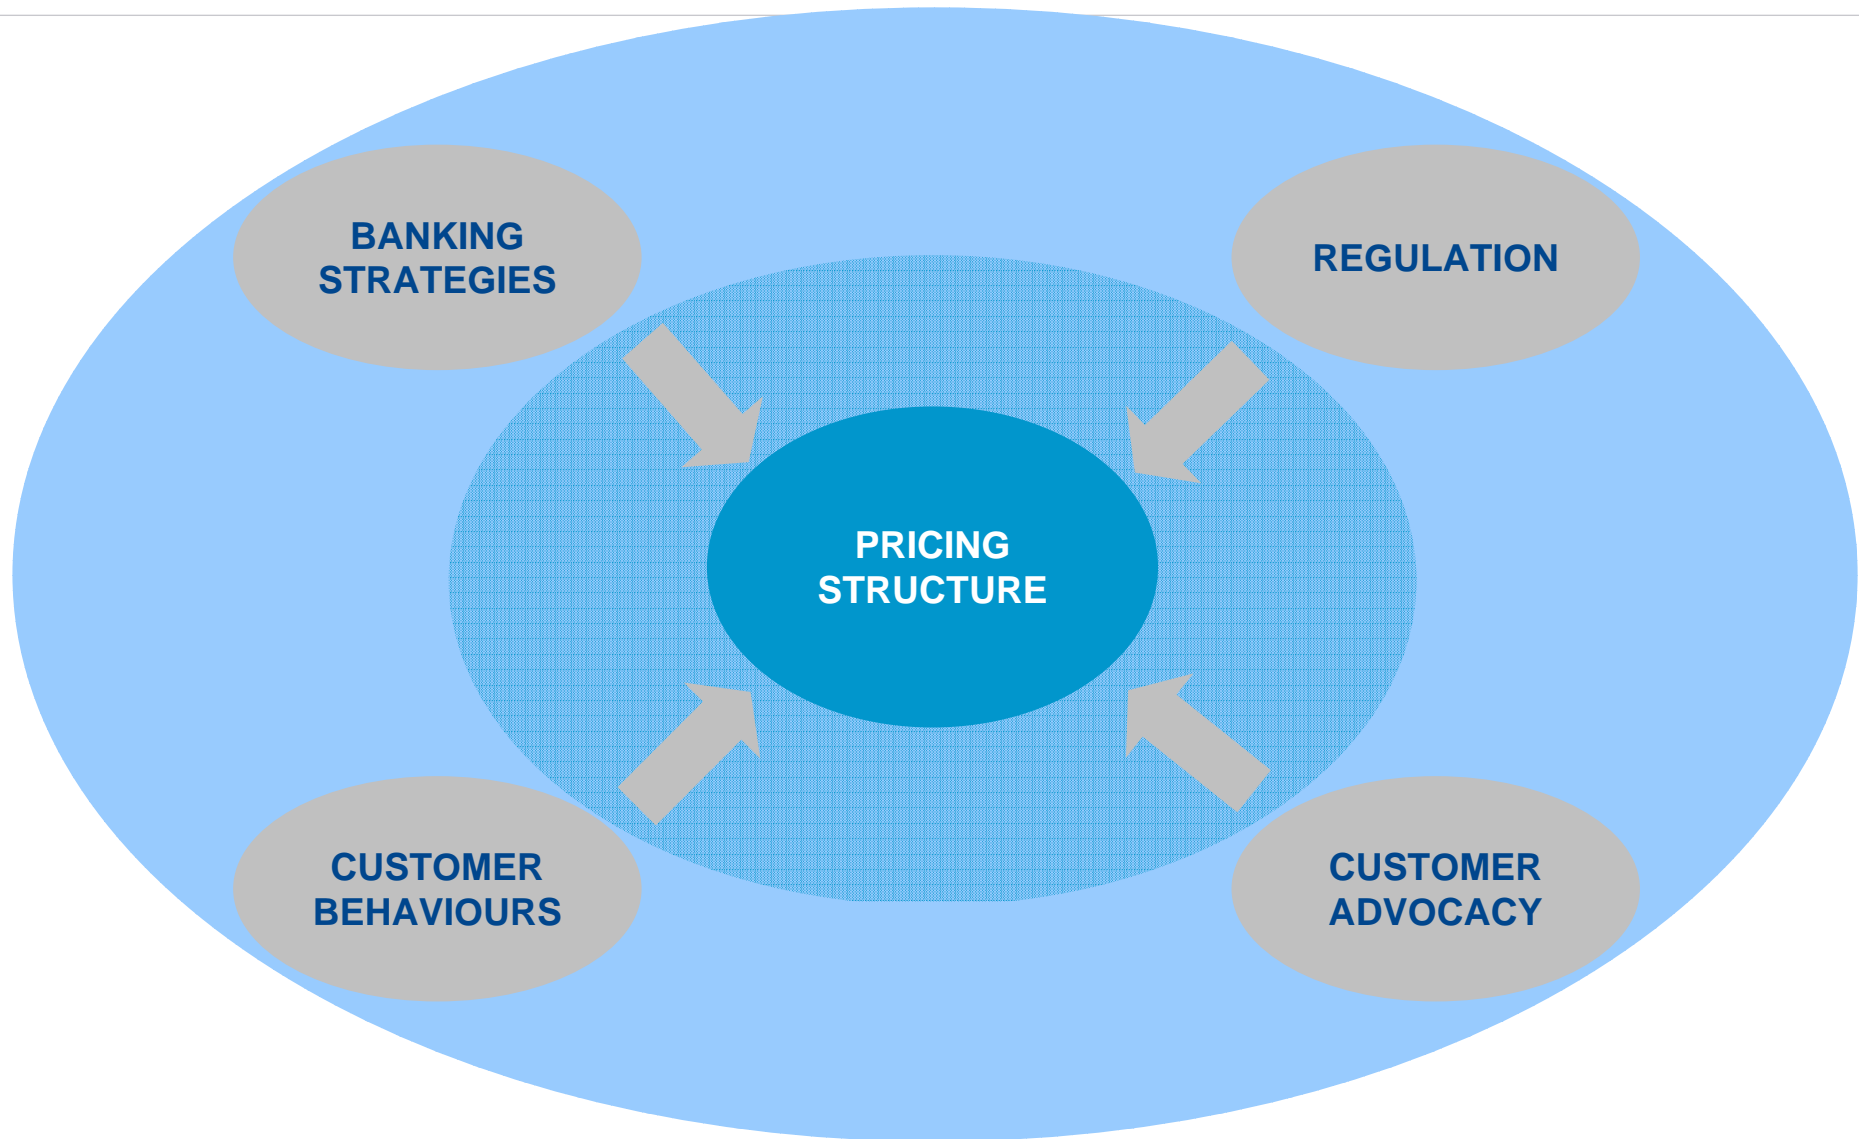 BANKING
STRATEGIES
REGULATION
PRICING
STRUCTURE
CUSTOMER
BEHAVIOURS
CUSTOMER
ADVOCACY